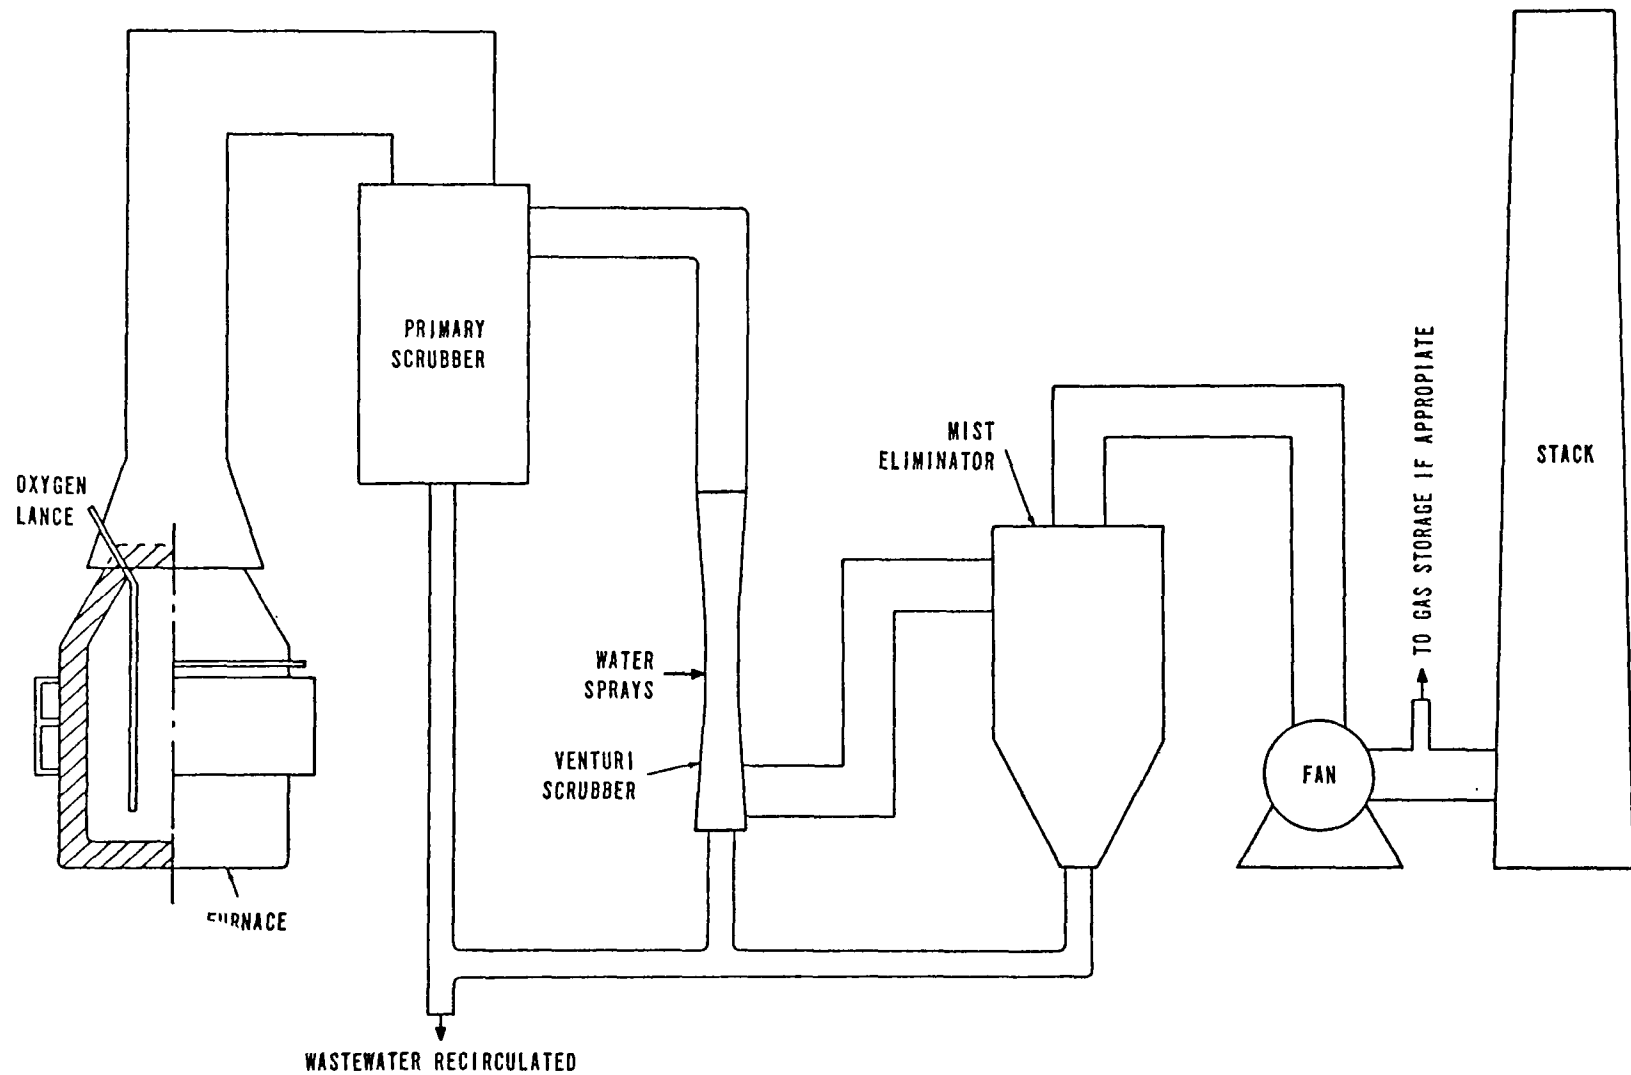 OXYGEN
LANCE
PRIMARY
SCRUBBER
WATER
SPRAYS
VENTURI
SCRUBBER
MIST
ELIMINATOR
FAN
TO GAS STORAGE IF APPROPIATE
STACK
FURNACE
WASTEWATER RECIRCULATED